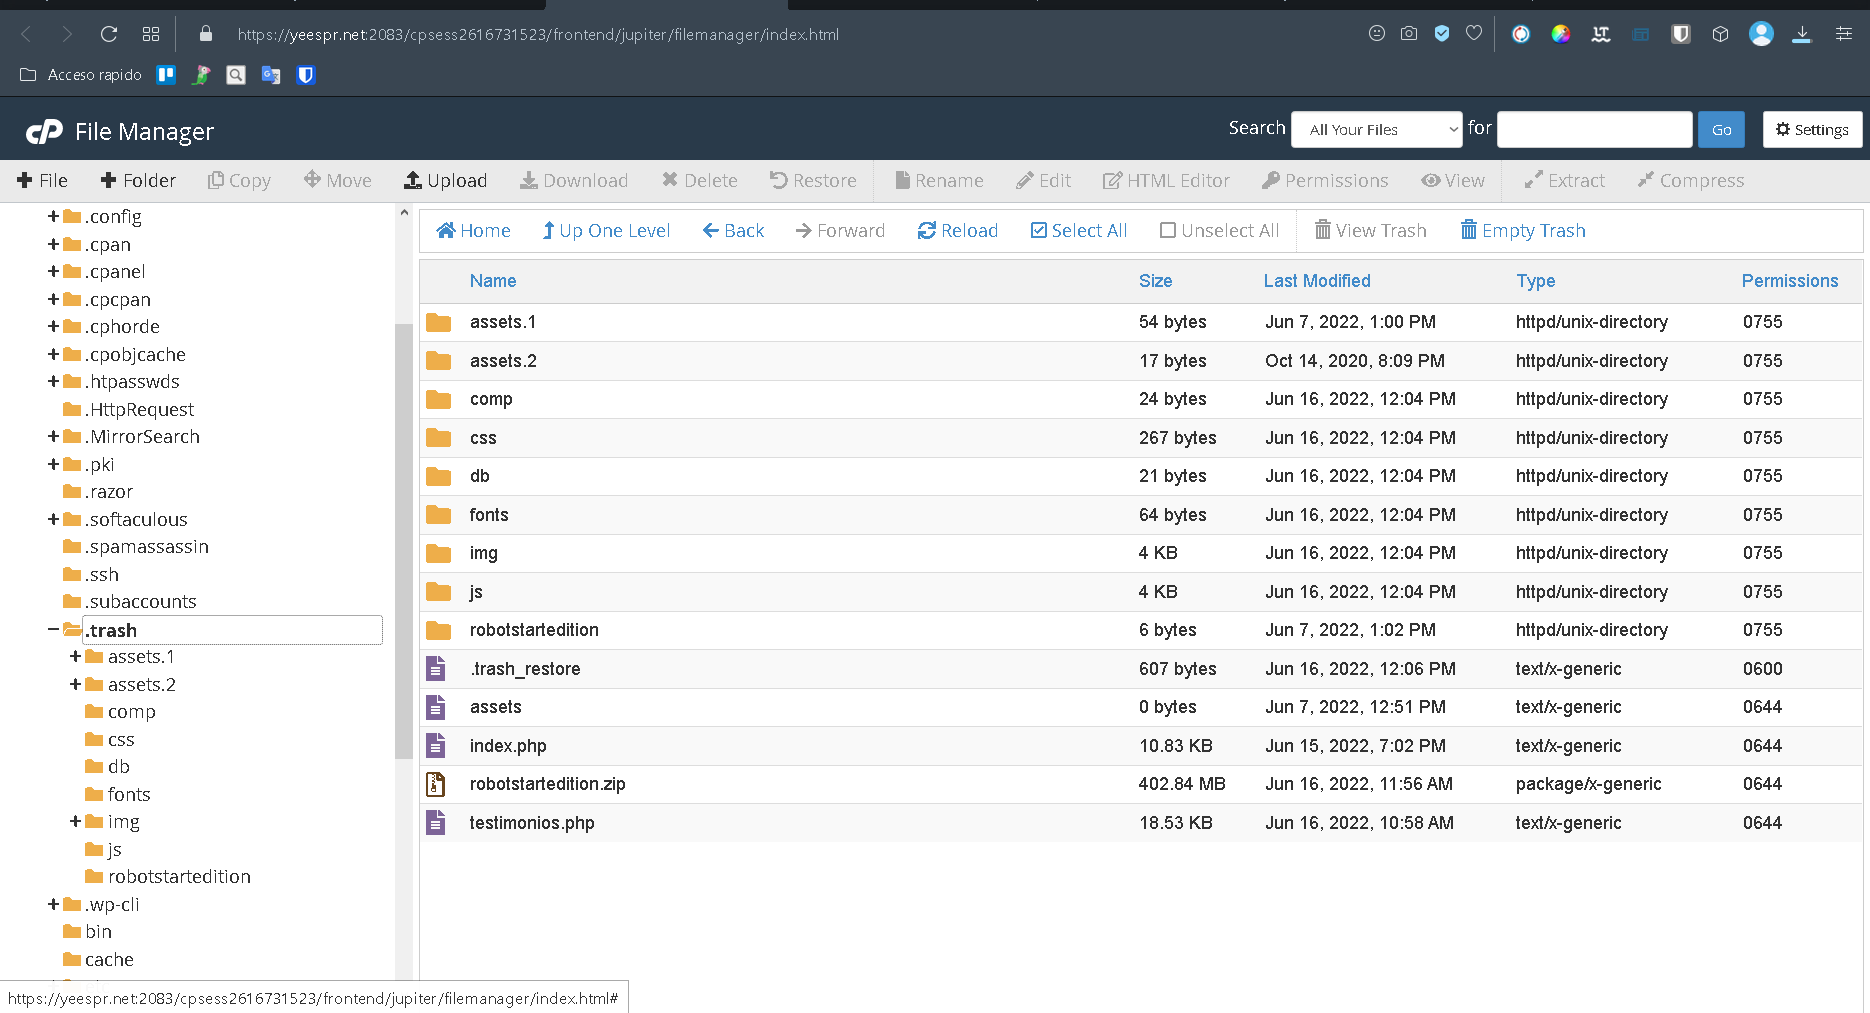 https://yeespr.net:2083/cpsess2616731523/frontend/jupiter/filemanager/index.html
Acceso rapido
cP File Manager
Search All Your Files for Go Settings
File Folder Copy Move Upload Download Delete Restore Rename Edit HTML Editor Permissions View Extract Compress
.config
.cpan
.cpanel
.cpcpan
.cphorde
.cpobjcache
.htpasswds
.HttpRequest
.MirrorSearch
.pki
.razor
.softaculous
.spamassassin
.ssh
.subaccounts
.trash
assets.1
assets.2
comp
css
db
fonts
img
js
robotstartedition
.wp-cli
bin
cache
Home Up One Level Back Forward Reload Select All Unselect All View Trash Empty Trash
Name Size Last Modified Type Permissions
assets.1 54 bytes Jun 7, 2022, 1:00 PM httpd/unix-directory 0755
assets.2 17 bytes Oct 14, 2020, 8:09 PM httpd/unix-directory 0755
comp 24 bytes Jun 16, 2022, 12:04 PM httpd/unix-directory 0755
css 267 bytes Jun 16, 2022, 12:04 PM httpd/unix-directory 0755
db 21 bytes Jun 16, 2022, 12:04 PM httpd/unix-directory 0755
fonts 64 bytes Jun 16, 2022, 12:04 PM httpd/unix-directory 0755
img 4 KB Jun 16, 2022, 12:04 PM httpd/unix-directory 0755
js 4 KB Jun 16, 2022, 12:04 PM httpd/unix-directory 0755
robotstartedition 6 bytes Jun 7, 2022, 1:02 PM httpd/unix-directory 0755
.trash_restore 607 bytes Jun 16, 2022, 12:06 PM text/x-generic 0600
assets 0 bytes Jun 7, 2022, 12:51 PM text/x-generic 0644
index.php 10.83 KB Jun 15, 2022, 7:02 PM text/x-generic 0644
robotstartedition.zip 402.84 MB Jun 16, 2022, 11:56 AM package/x-generic 0644
testimonios.php 18.53 KB Jun 16, 2022, 10:58 AM text/x-generic 0644
https://yeespr.net:2083/cpsess2616731523/frontend/jupiter/filemanager/index.html#